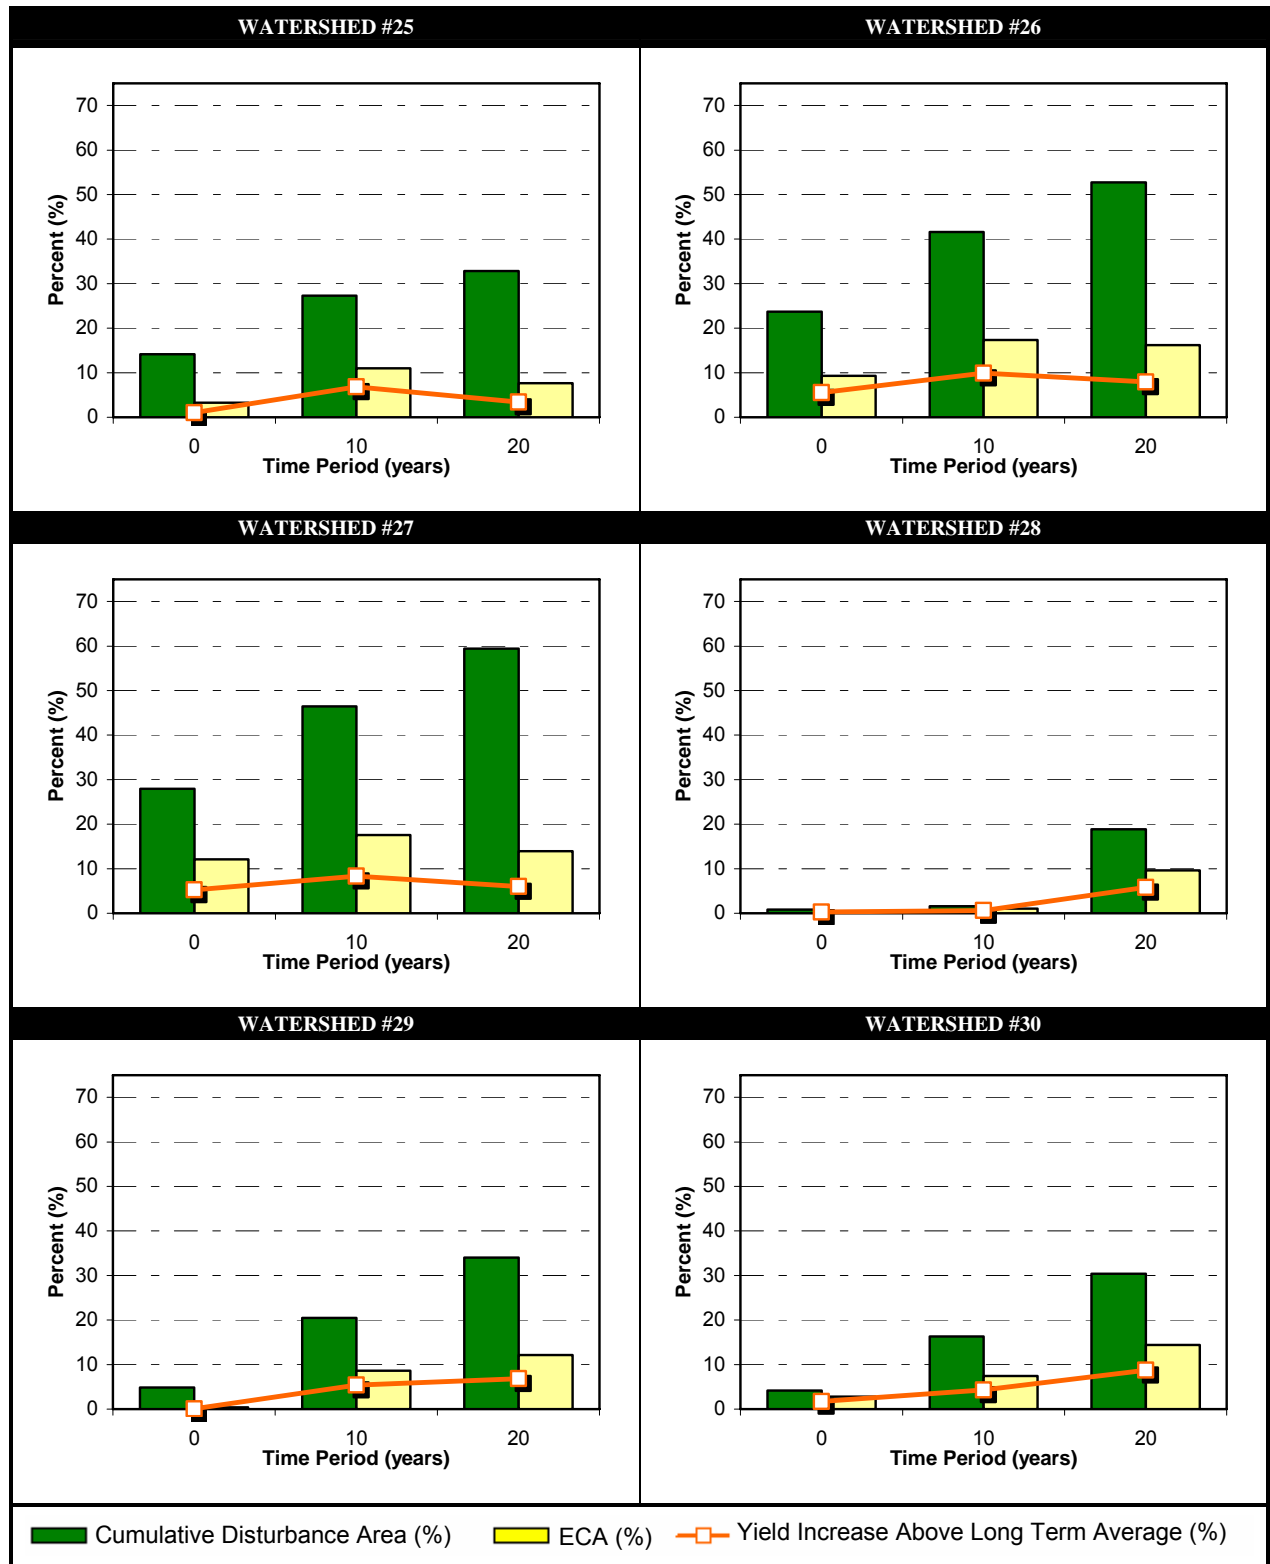 WATERSHED #25
WATERSHED #26
70
60
50
40
30
20
10
0
Percent (%)
0 10 20
Time Period (years)
70
60
50
40
30
20
10
0
Percent (%)
0 10 20
Time Period (years)
WATERSHED #27
WATERSHED #28
70
60
50
40
30
20
10
0
Percent (%)
0 10 20
Time Period (years)
70
60
50
40
30
20
10
0
Percent (%)
0 10 20
Time Period (years)
WATERSHED #29
WATERSHED #30
70
60
50
40
30
20
10
0
Percent (%)
0 10 20
Time Period (years)
70
60
50
40
30
20
10
0
Percent (%)
0 10 20
Time Period (years)
Cumulative Disturbance Area (%) ECA (%) Yield Increase Above Long Term Average (%)